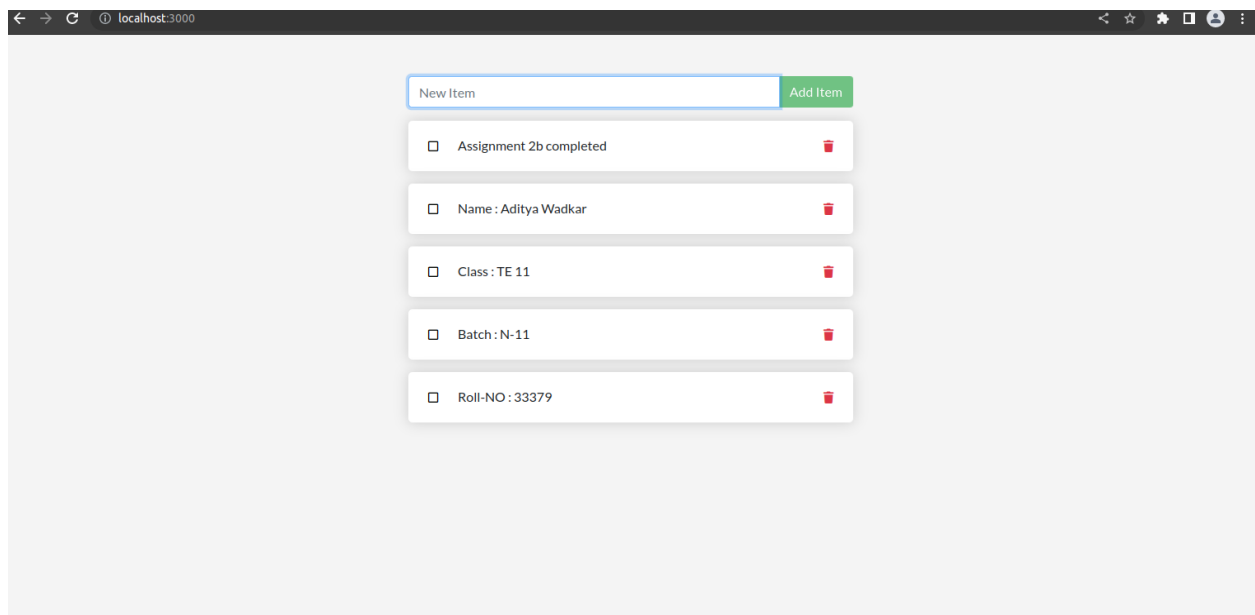 localhost:3000
New Item
Add Item
Assignment 2b completed
Name : Aditya Wadkar
Class : TE 11
Batch : N-11
Roll-NO : 33379